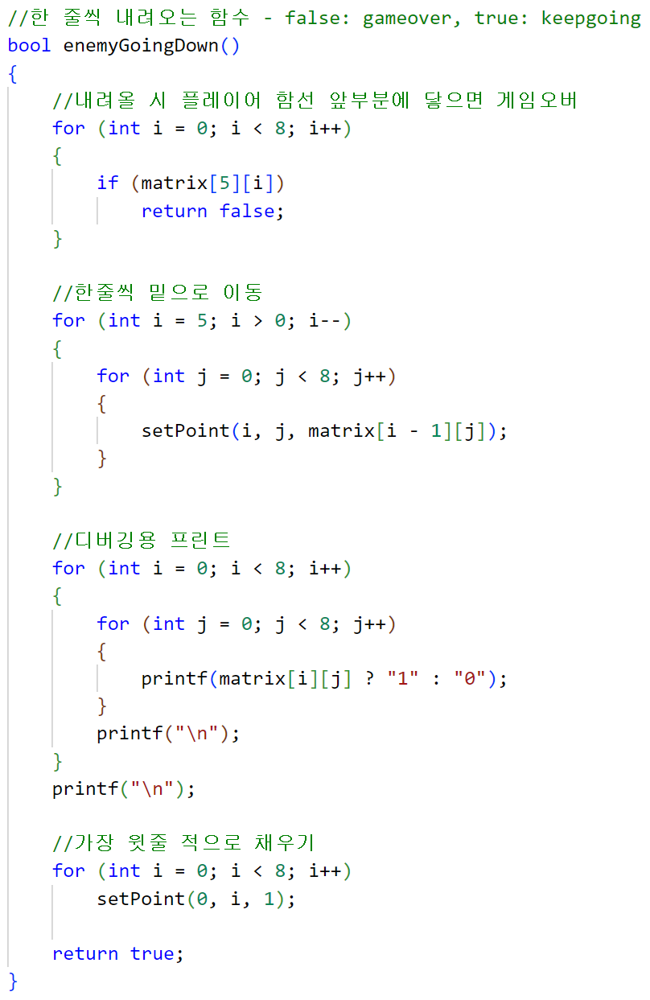 //한 줄씩 내려오는 함수 - false: gameover, true: keepgoing
bool enemyGoingDown()
{
    //내려올 시 플레이어 함선 앞부분에 닿으면 게임오버
    for (int i = 0; i < 8; i++)
    {
        if (matrix[5][i])
            return false;
    }

    //한줄씩 밑으로 이동
    for (int i = 5; i > 0; i--)
    {
        for (int j = 0; j < 8; j++)
        {
            setPoint(i, j, matrix[i - 1][j]);
        }
    }

    //디버깅용 프린트
    for (int i = 0; i < 8; i++)
    {
        for (int j = 0; j < 8; j++)
        {
            printf(matrix[i][j] ? "1" : "0");
        }
        printf("\n");
    }
    printf("\n");

    //가장 윗줄 적으로 채우기
    for (int i = 0; i < 8; i++)
        setPoint(0, i, 1);

    return true;
}